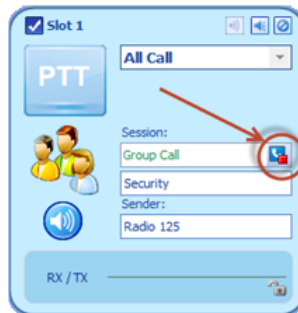 Slot 1
PTT
All Call
Session:
Group Call
Security
Sender:
Radio 125
RX / TX